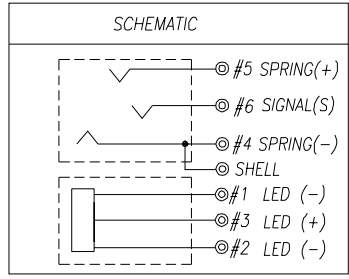 SCHEMATIC
#5 SPRING(+)
#6 SIGNAL(S)
#4 SPRING(-)
SHELL
#1 LED (-)
#3 LED (+)
#2 LED (-)